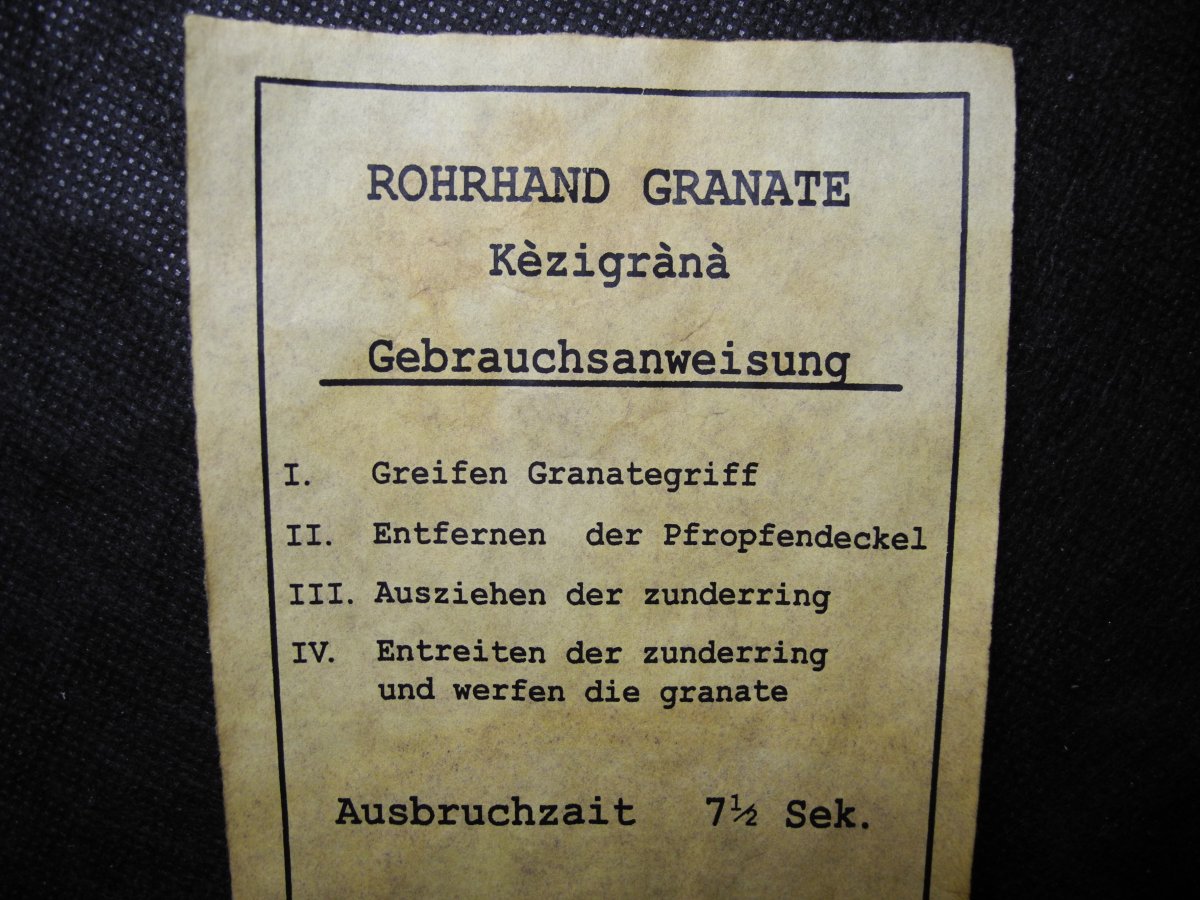 ROHRHAND GRANATE
Kèzigrànà
Gebrauchsanweisung
I. Greifen Granategriff
II. Entfernen der Pfropfendeckel
III. Ausziehen der zunderring
IV. Entreiten der zunderring
und werfen die granate
Ausbruchzait 7½ Sek.